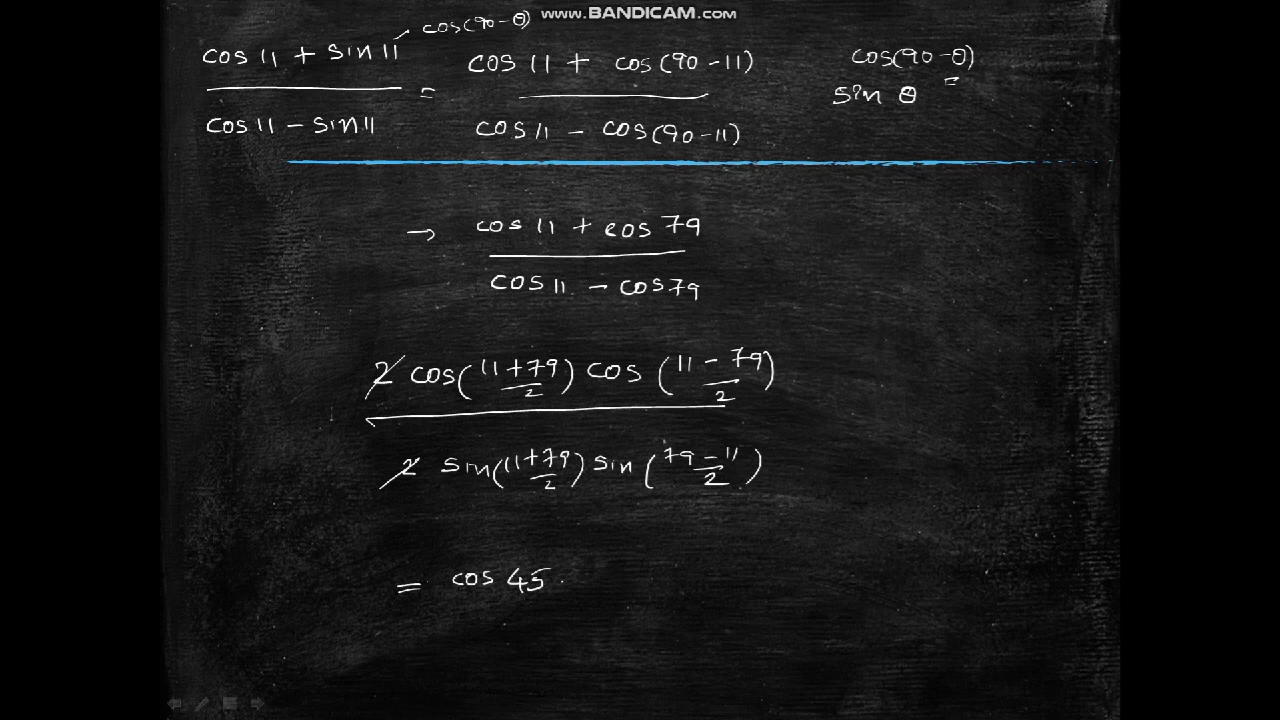 www.BANDICAM.com
cos(90-θ)
cos 11 + sin 11
cos 11 - sin 11
=
cos 11 + cos(90-11)
cos 11 - cos(90-11)
cos(90-θ)
sin θ =
→ cos 11 + cos 79
cos 11 - cos 79
2 cos(11+79/2) cos (11-79/2)
2 sin(11+79/2) sin (79-11/2)
= cos 45